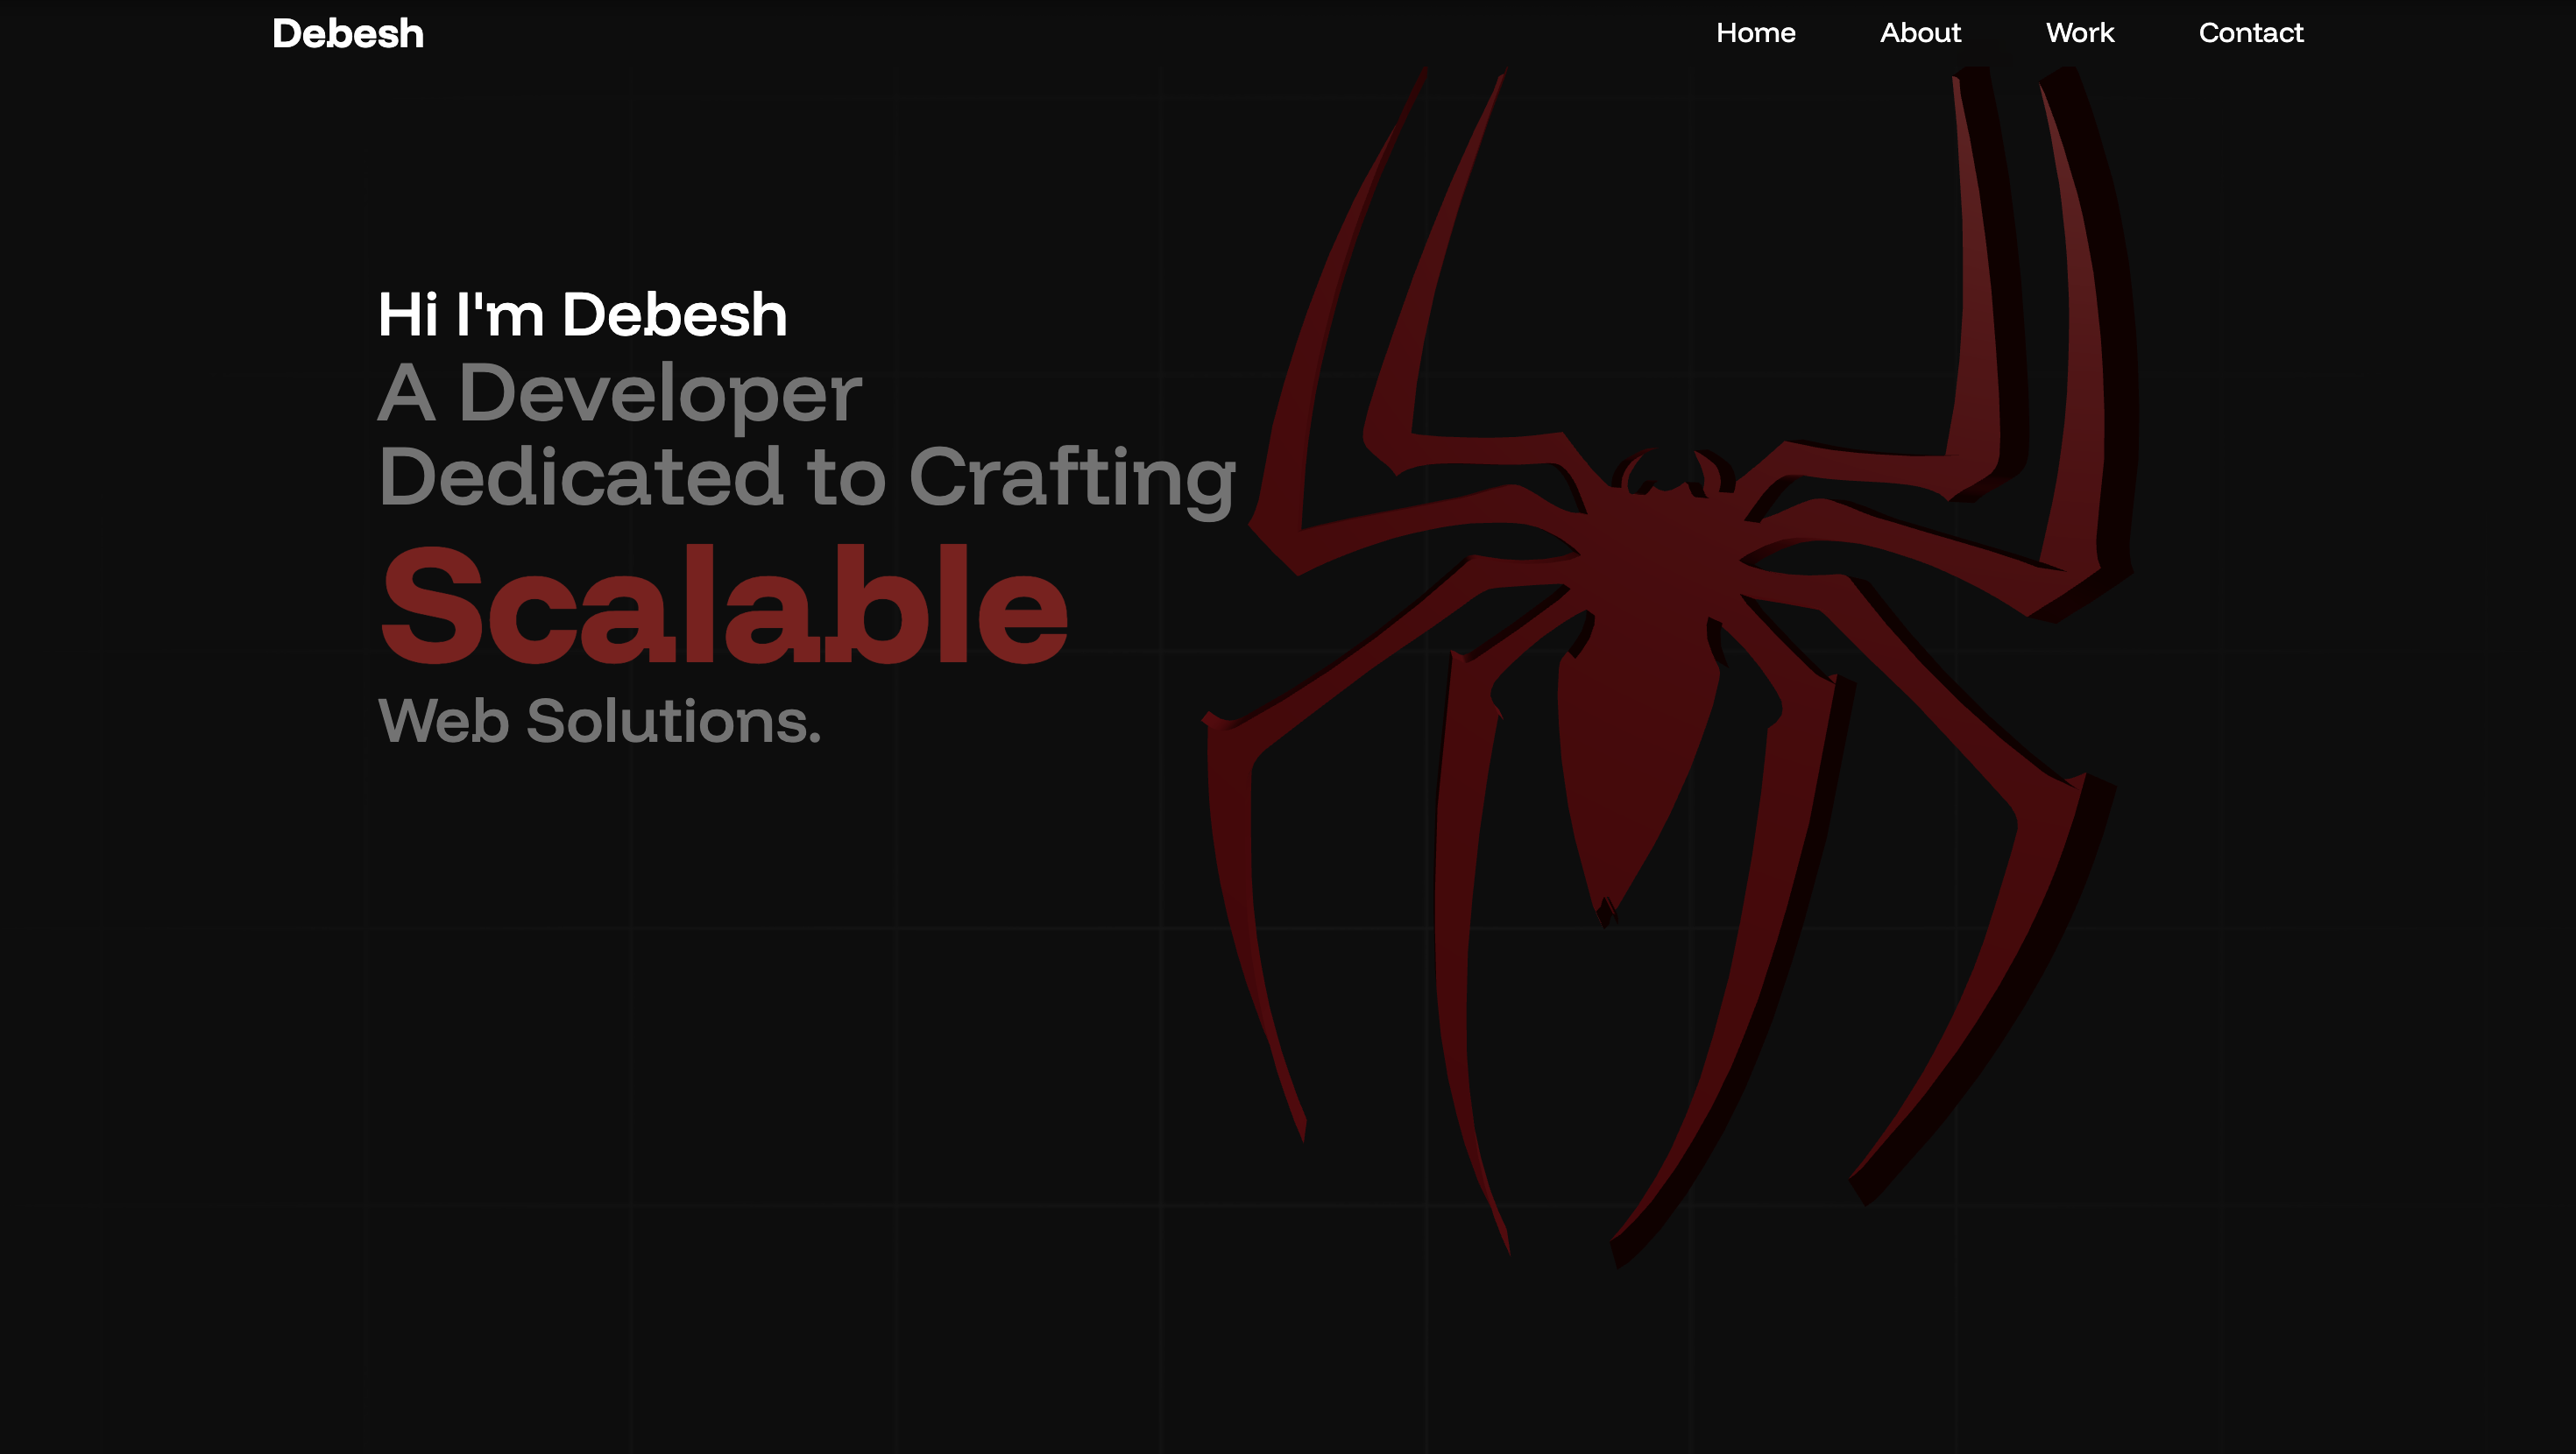 Debesh
Home About Work Contact
Hi I'm Debesh
A Developer
Dedicated to Crafting
Scalable
Web Solutions.